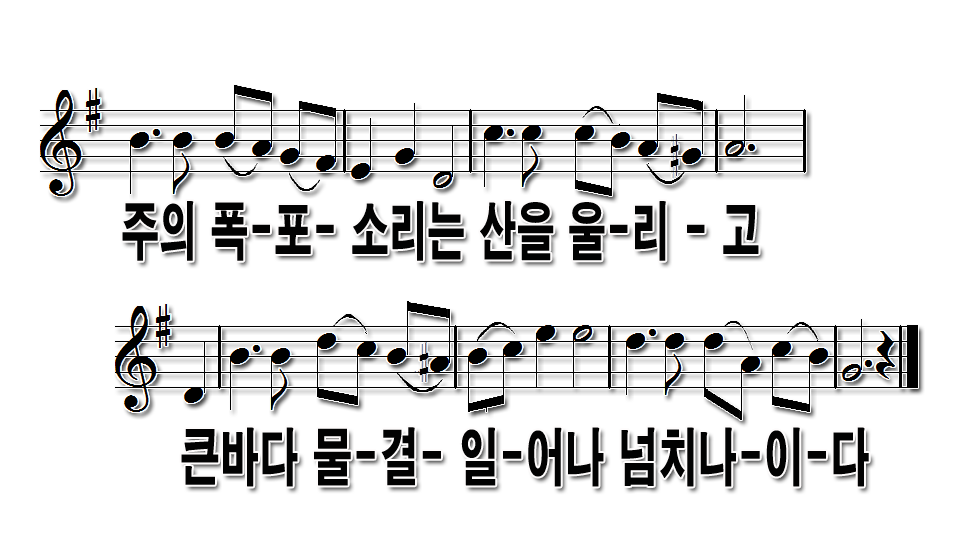 주의 폭-포- 소리는 산을 울-리 - 고
큰바다 물-결- 일-어나 넘치나-이-다